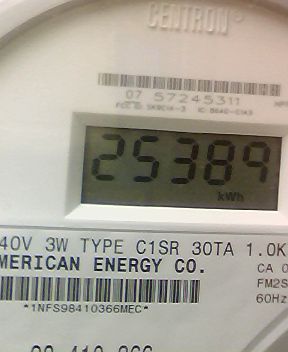 CENTRON
07 57245311
25389
kWh
40V 3W TYPE C1SR 30TA 1.0K
MERICAN ENERGY CO.
CA 0
FM2S
60Hz
*1NFS98410366MEC*